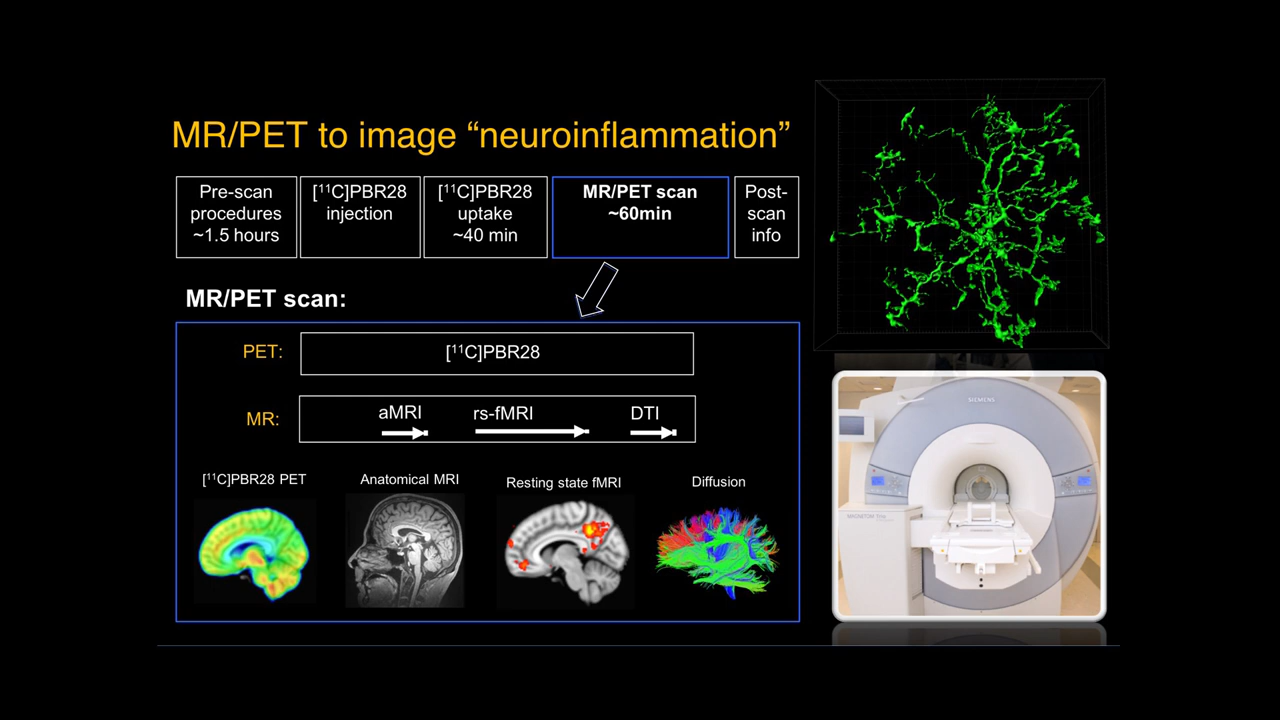 MR/PET to image “neuroinflammation”
Pre-scan
procedures
~1.5 hours
[¹¹C]PBR28
injection
[¹¹C]PBR28
uptake
~40 min
MR/PET scan
~60min
Post-
scan
info
MR/PET scan:
PET:
[¹¹C]PBR28
MR:
aMRI
rs-fMRI
DTI
[¹¹C]PBR28 PET
Anatomical MRI
Resting state fMRI
Diffusion
SIEMENS